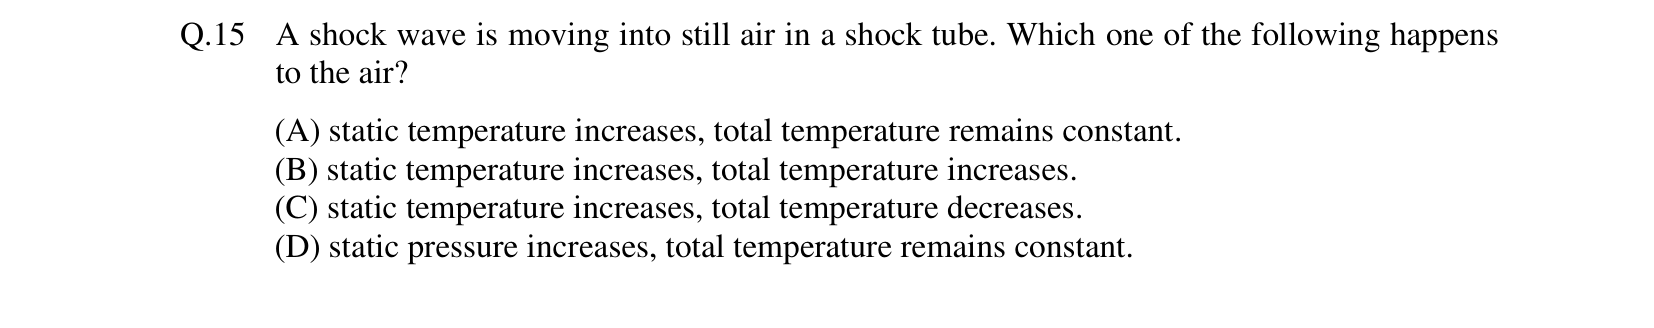 Q.15 A shock wave is moving into still air in a shock tube. Which one of the following happens
to the air?
(A) static temperature increases, total temperature remains constant.
(B) static temperature increases, total temperature increases.
(C) static temperature increases, total temperature decreases.
(D) static pressure increases, total temperature remains constant.